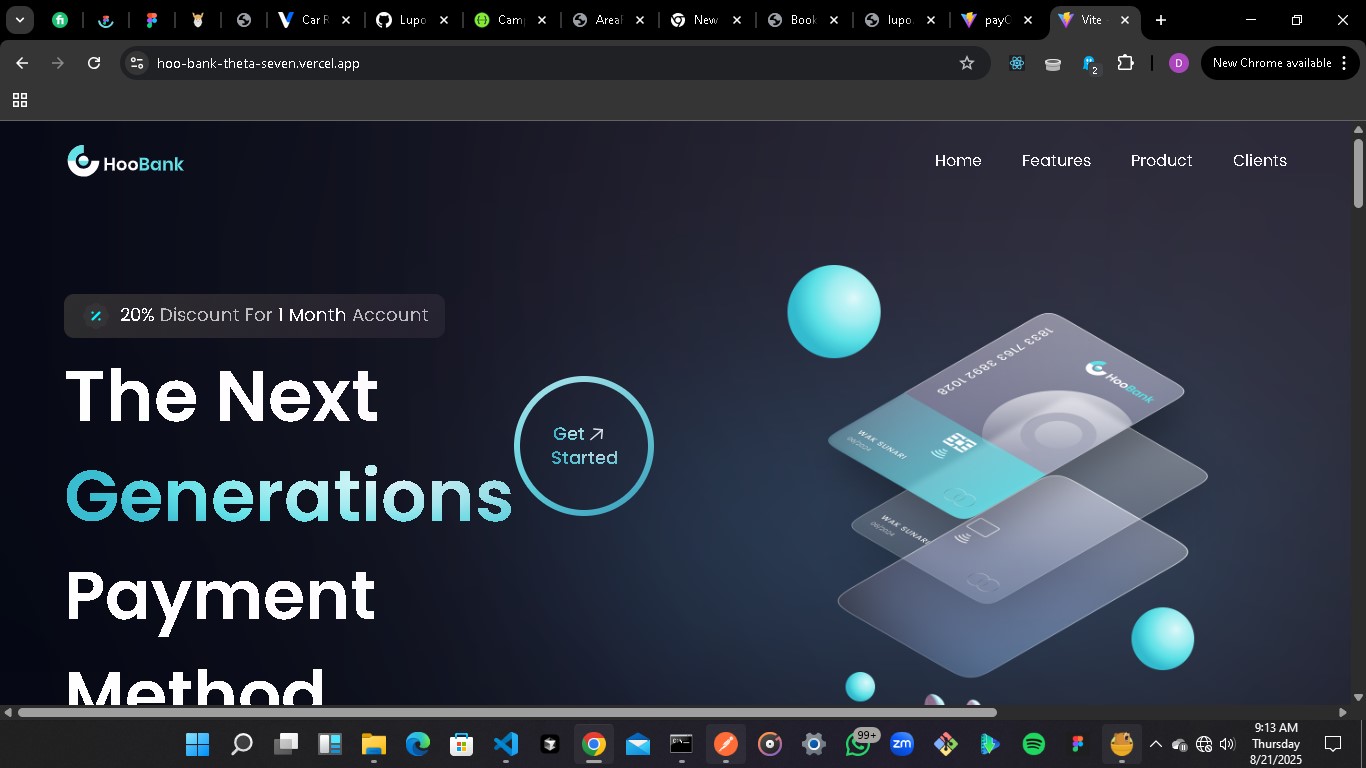 Car R
Lupo
Camp
Areaf
New
Book
lupo.
payC
Vite
hoo-bank-theta-seven.vercel.app
2
D
New Chrome available
HooBank
Home
Features
Product
Clients
20% Discount For 1 Month Account
The Next
Generations
Payment
Method
Get
Started
1833 7163 3892 1028
HooBank
WAK SUNARI
06/2024
WAK SUNARI
06/2024
99+
zm
9:13 AM
Thursday
8/21/2025